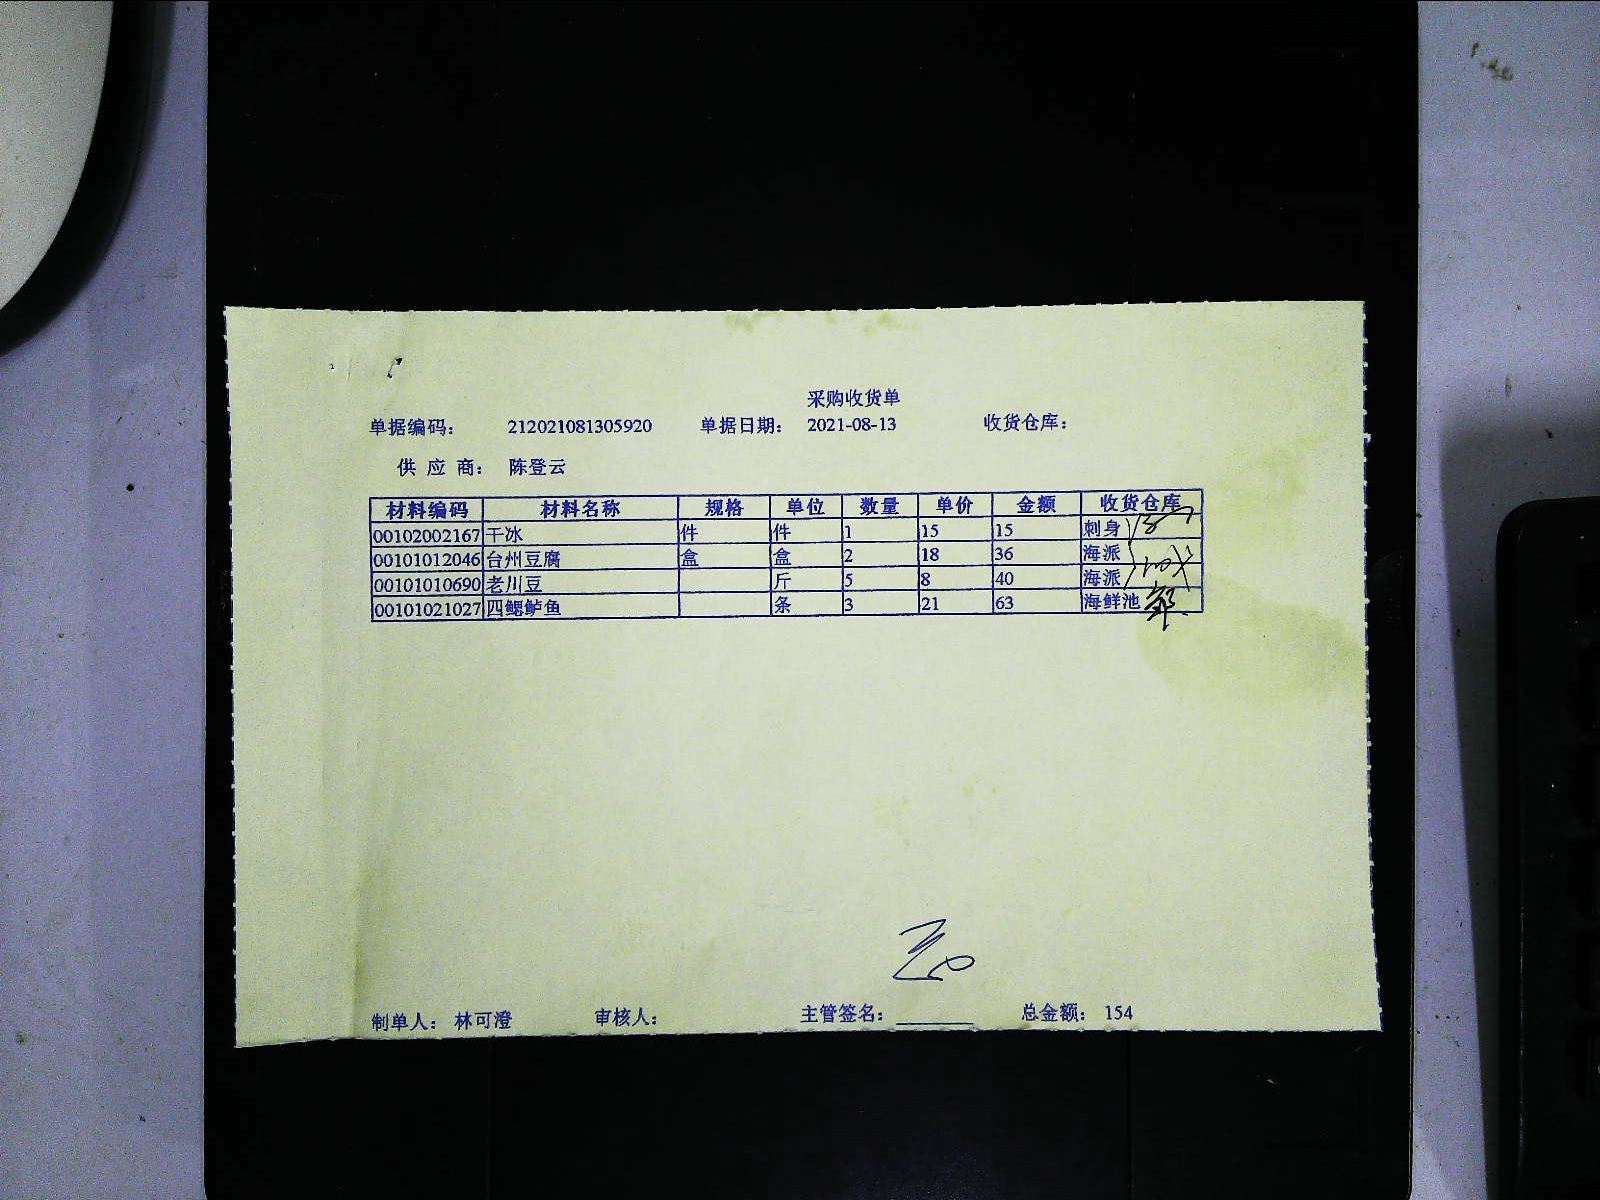 采购收货单
单据编码： 212021081305920 单据日期： 2021-08-13 收货仓库：
供 应 商： 陈登云
材料编码 材料名称 规格 单位 数量 单价 金额 收货仓库
00102002167 干冰 件 件 1 15 15 刺身
00101012046 台州豆腐 盒 盒 2 18 36 海派
00101010690 老川豆 斤 5 8 40 海派
00101021027 四鳃鲈鱼 条 3 21 63 海鲜池
制单人： 林可澄 审核人： 主管签名： 总金额： 154